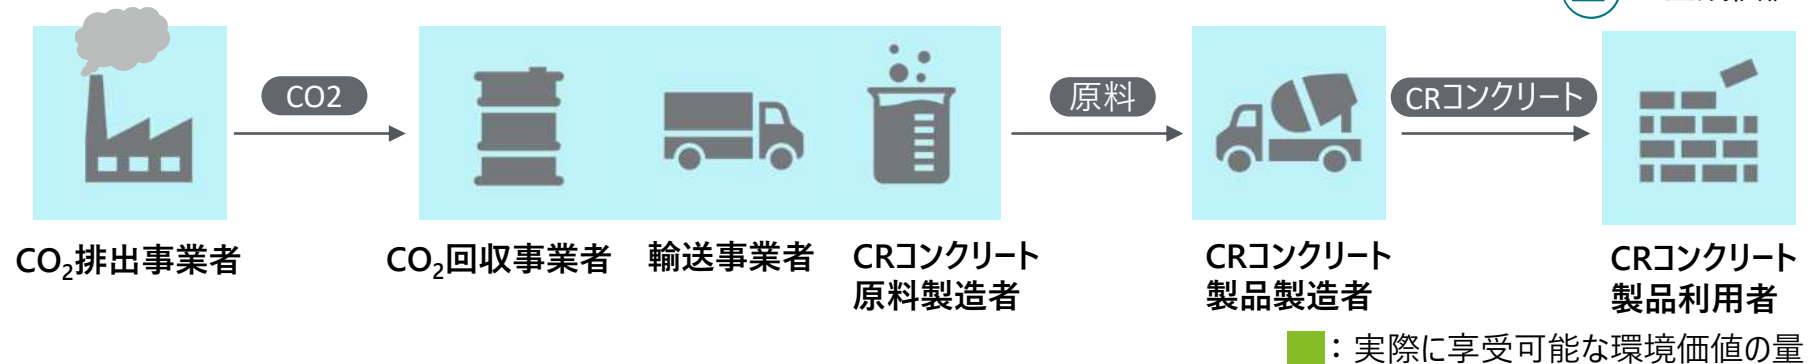 CO2
原料
CRコンクリート
CO₂排出事業者
CO₂回収事業者
輸送事業者
CRコンクリート
原料製造者
CRコンクリート
製品製造者
CRコンクリート
製品利用者
：実際に享受可能な環境価値の量